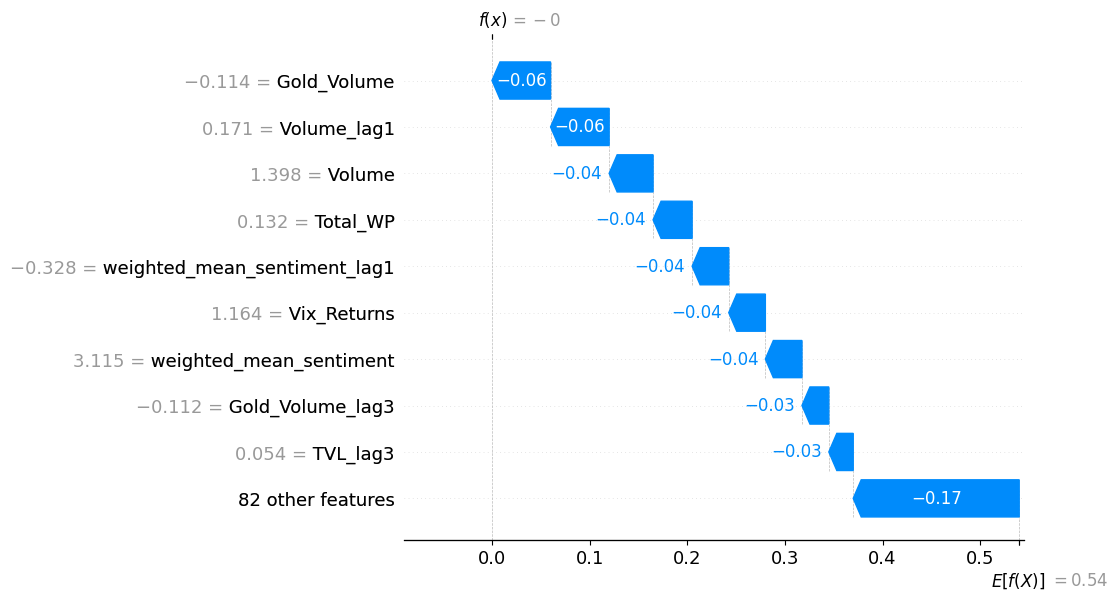 f(x) = − 0
−0.114 = Gold_Volume −0.06
0.171 = Volume_lag1 −0.06
1.398 = Volume −0.04
0.132 = Total_WP −0.04
−0.328 = weighted_mean_sentiment_lag1 −0.04
1.164 = Vix_Returns −0.04
3.115 = weighted_mean_sentiment −0.04
−0.112 = Gold_Volume_lag3 −0.03
0.054 = TVL_lag3 −0.03
82 other features −0.17
0.0 0.1 0.2 0.3 0.4 0.5
E[f(X)] = 0.54